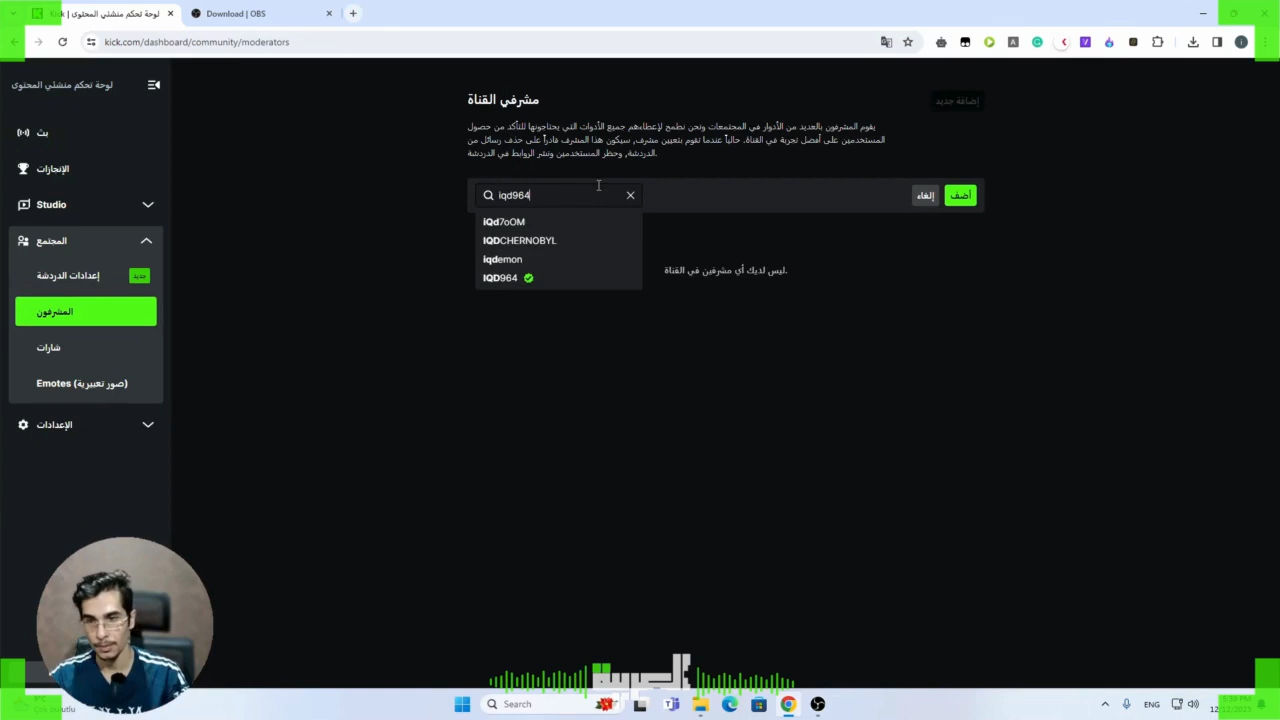 لوحة تحكم منشئي المحتوى | Kick
Download | OBS
kick.com/dashboard/community/moderators
لوحة تحكم منشئي المحتوى
بث
الإنجازات
Studio
المجتمع
إعدادات الدردشة
جديد
المشرفون
شارات
Emotes (صور تعبيرية)
الإعدادات
مشرفي القناة
إضافة جديد
يقوم المشرفون بالعديد من الأدوار في المجتمعات ونحن نطمح لإعطاءهم جميع الأدوات التي يحتاجونها للتأكد من حصول
المستخدمين على أفضل تجربة في القناة. حالياً عندما تقوم بتعيين مشرف، سيكون هذا المشرف قادراً على حذف رسائل من
الدردشة, وحظر المستخدمين ونشر الروابط في الدردشة.
iqd964
إلغاء
أضف
iQd7oOM
IQDCHERNOBYL
iqdemon
IQD964
ليس لديك أي مشرفين في القناة.
العربية
Search
ENG